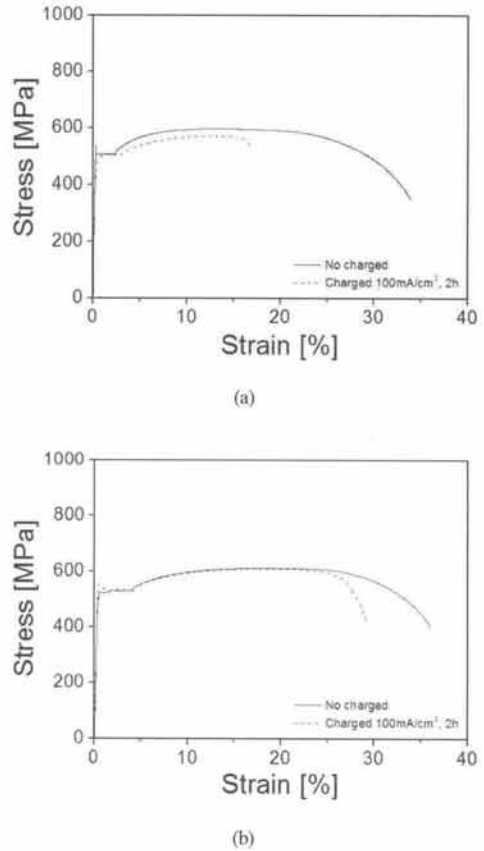 1000
800
600
400
200
0
Stress [MPa]
No charged
Charged 100mA/cm², 2h
0 10 20 30 40
Strain [%]
(a)
1000
800
600
400
200
0
Stress [MPa]
No charged
Charged 100mA/cm², 2h
0 10 20 30 40
Strain [%]
(b)